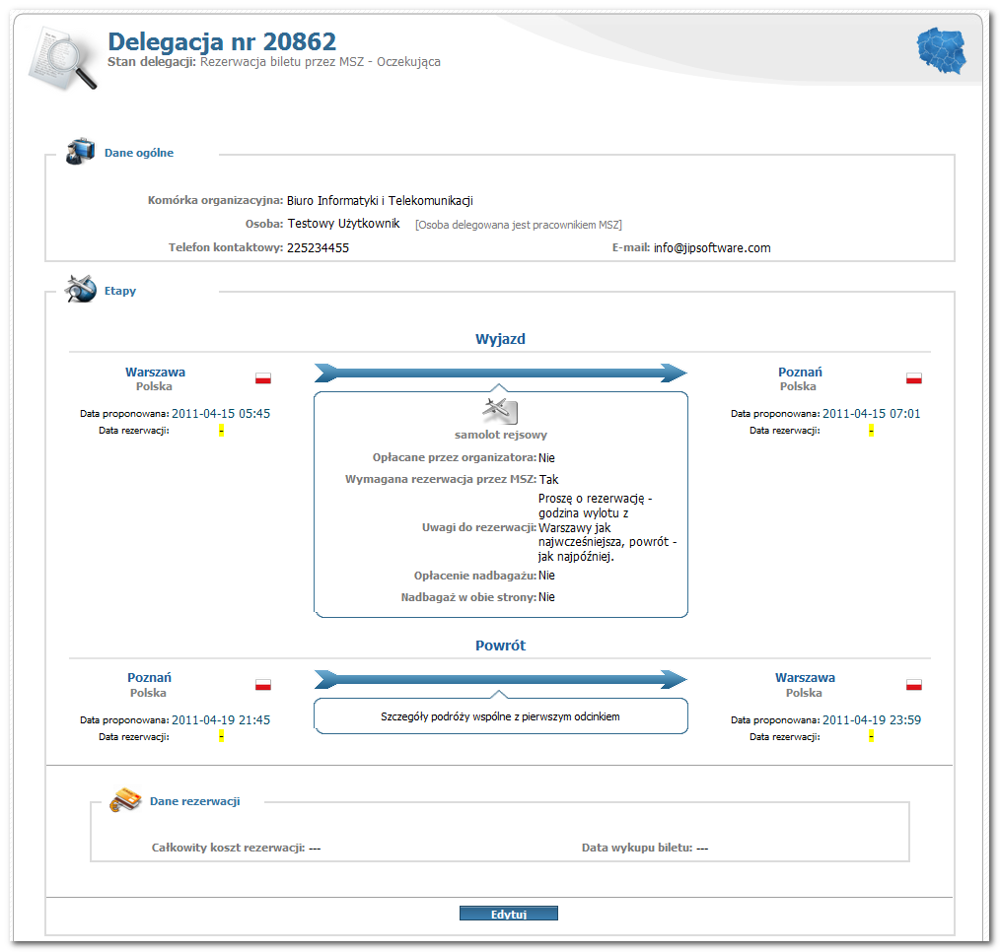 Delegacja nr 20862
Stan delegacji: Rezerwacja biletu przez MSZ - Oczekująca
Dane ogólne
Komórka organizacyjna: Biuro Informatyki i Telekomunikacji
Osoba: Testowy Użytkownik [Osoba delegowana jest pracownikiem MSZ]
Telefon kontaktowy: 225234455 E-mail: info@jipsoftware.com
Etapy
Wyjazd
Warszawa
Polska
Data proponowana: 2011-04-15 05:45
Data rezerwacji: -
samolot rejsowy
Opłacane przez organizatora: Nie
Wymagana rezerwacja przez MSZ: Tak
Uwagi do rezerwacji:
Proszę o rezerwację -
godzina wylotu z
Warszawy jak
najwcześniejsza, powrót -
jak najpóźniej.
Opłacenie nadbagażu: Nie
Nadbagaż w obie strony: Nie
Poznań
Polska
Data proponowana: 2011-04-15 07:01
Data rezerwacji: -
Powrót
Poznań
Polska
Data proponowana: 2011-04-19 21:45
Data rezerwacji: -
Szczegóły podróży wspólne z pierwszym odcinkiem
Warszawa
Polska
Data proponowana: 2011-04-19 23:59
Data rezerwacji: -
Dane rezerwacji
Całkowity koszt rezerwacji: --- Data wykupu biletu: ---
Edytuj